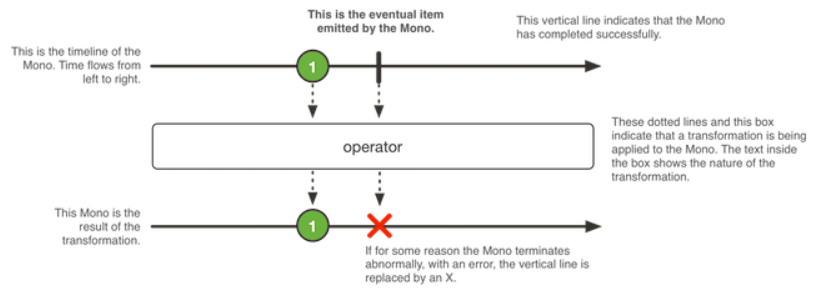 This is the eventual item
emitted by the Mono.
This vertical line indicates that the Mono
has completed successfully.
This is the timeline of the
Mono. Time flows from
left to right.
1
operator
These dotted lines and this box
indicate that a transformation is being
applied to the Mono. The text inside
the box shows the nature of the
transformation.
This Mono is the
result of the
transformation.
1
If for some reason the Mono terminates
abnormally, with an error, the vertical line is
replaced by an X.